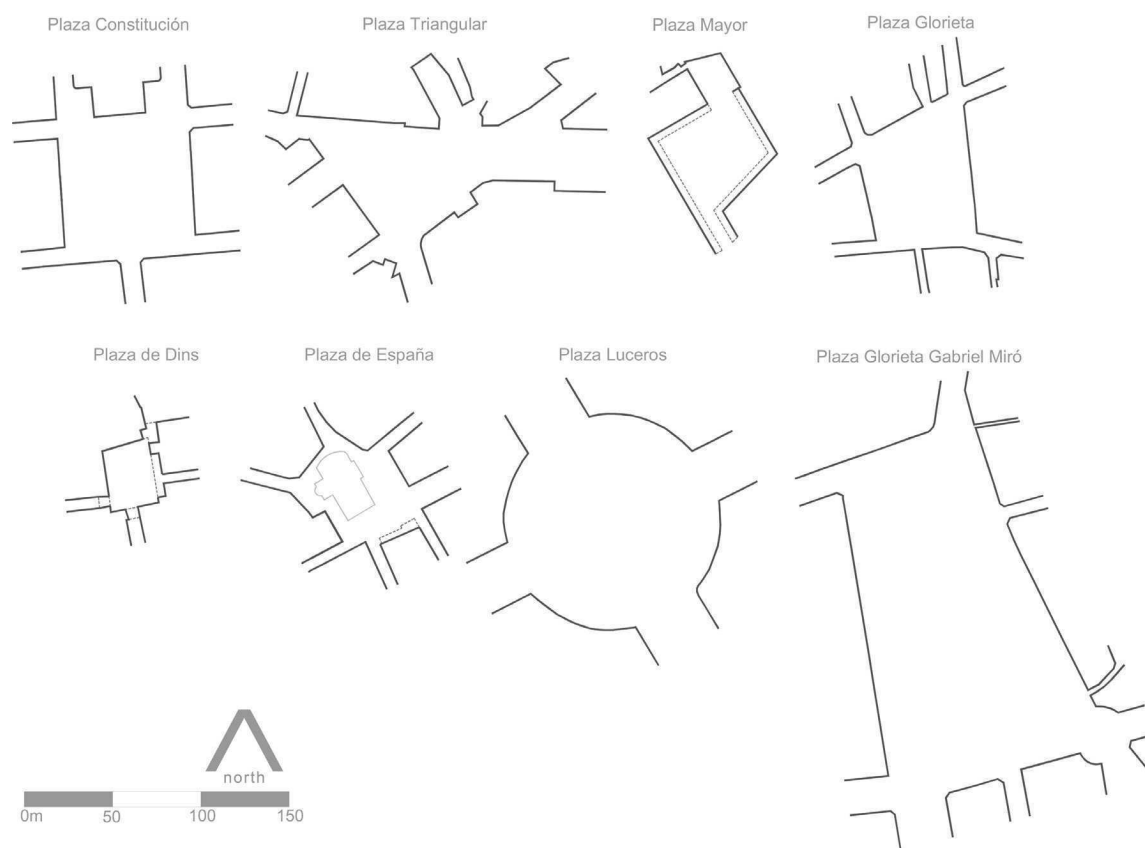 Plaza Constitución
Plaza Triangular
Plaza Mayor
Plaza Glorieta
Plaza de Dins
Plaza de España
Plaza Luceros
Plaza Glorieta Gabriel Miró
north
0m 50 100 150